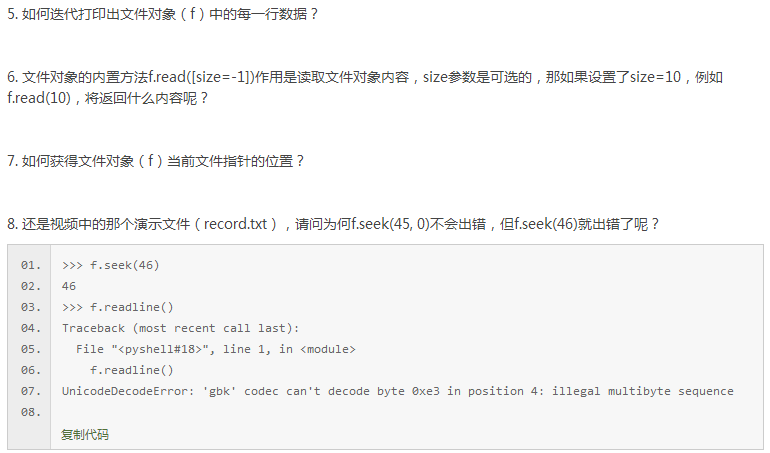 5. 如何迭代打印出文件对象（f）中的每一行数据？
6. 文件对象的内置方法f.read([size=-1])作用是读取文件对象内容，size参数是可选的，那如果设置了size=10，例如
f.read(10)，将返回什么内容呢？
7. 如何获得文件对象（f）当前文件指针的位置？
8. 还是视频中的那个演示文件（record.txt），请问为何f.seek(45, 0)不会出错，但f.seek(46)就出错了呢？
01. >>> f.seek(46)
02. 46
03. >>> f.readline()
04. Traceback (most recent call last):
05.   File "<pyshell#18>", line 1, in <module>
06.     f.readline()
07. UnicodeDecodeError: 'gbk' codec can't decode byte 0xe3 in position 4: illegal multibyte sequence
08.
复制代码